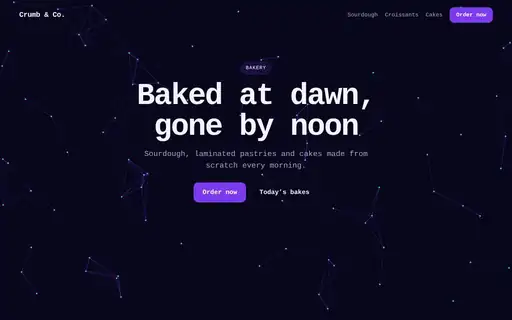 Crumb & Co.
Sourdough Croissants Cakes Order now
BAKERY
Baked at dawn,
gone by noon
Sourdough, laminated pastries and cakes made from
scratch every morning.
Order now Today's bakes